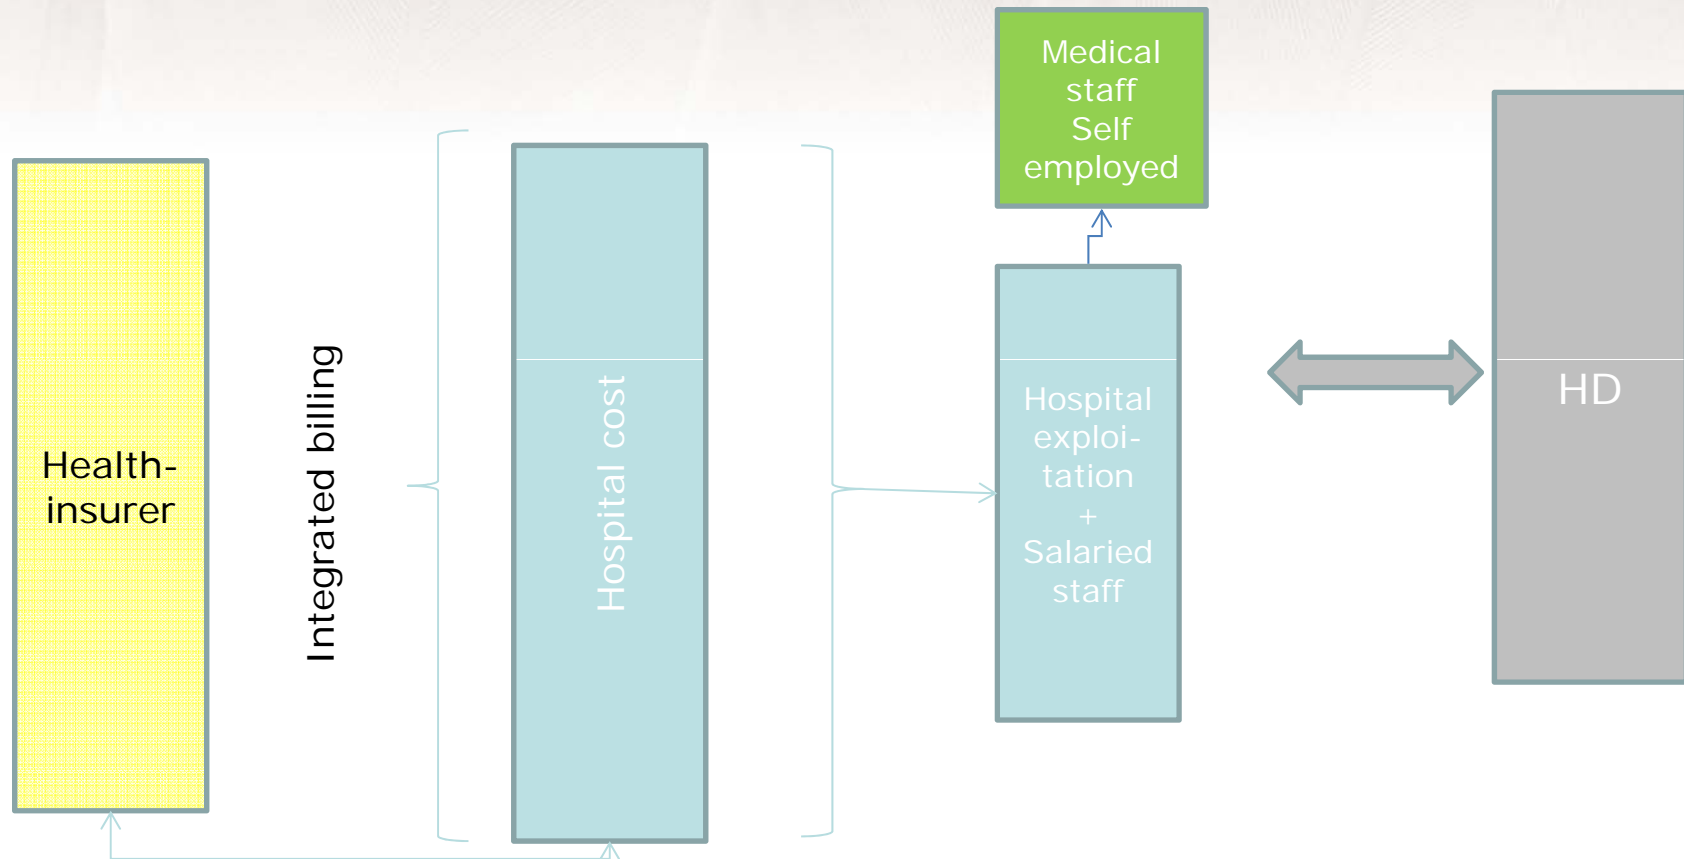 Health-
insurer
Integrated billing
Hospital cost
Medical
staff
Self
employed
Hospital
exploi-
tation
+
Salaried
staff
HD